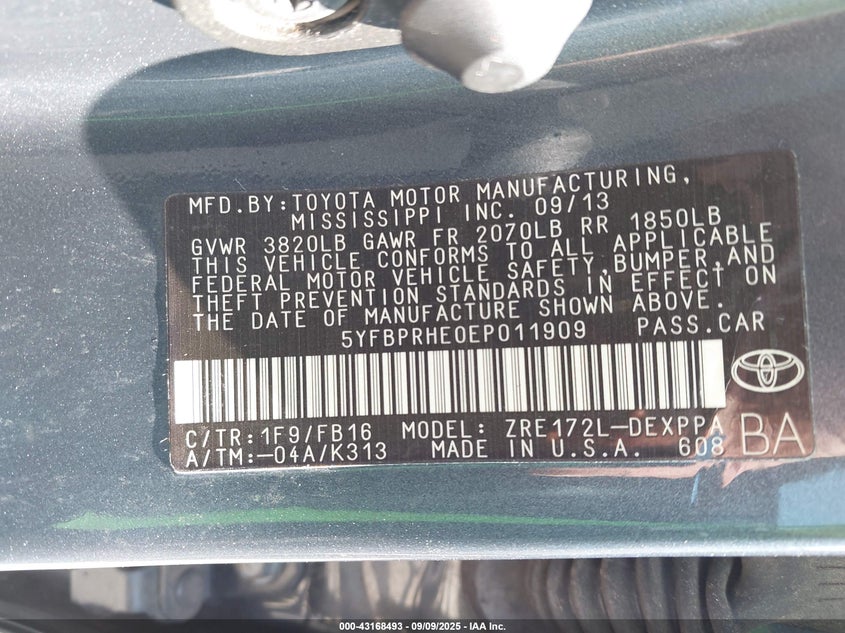 MFD.BY:TOYOTA MOTOR MANUFACTURING,
MISSISSIPPI INC. 09/13
GVWR 3820LB GAWR FR 2070LB RR 1850LB
THIS VEHICLE CONFORMS TO ALL APPLICABLE
FEDERAL MOTOR VEHICLE SAFETY,BUMPER,AND
THEFT PREVENTION STANDARDS IN EFFECT ON
THE DATE OF MANUFACTURE SHOWN ABOVE.
5YFBPRHE0EP011909 PASS.CAR
C/TR:1F9/FB16 MODEL: ZRE172L-DEXPPA BA
A/TM:-04A/K313 MADE IN U.S.A. 608
000-43168493 - 09/09/2025 - IAA Inc.